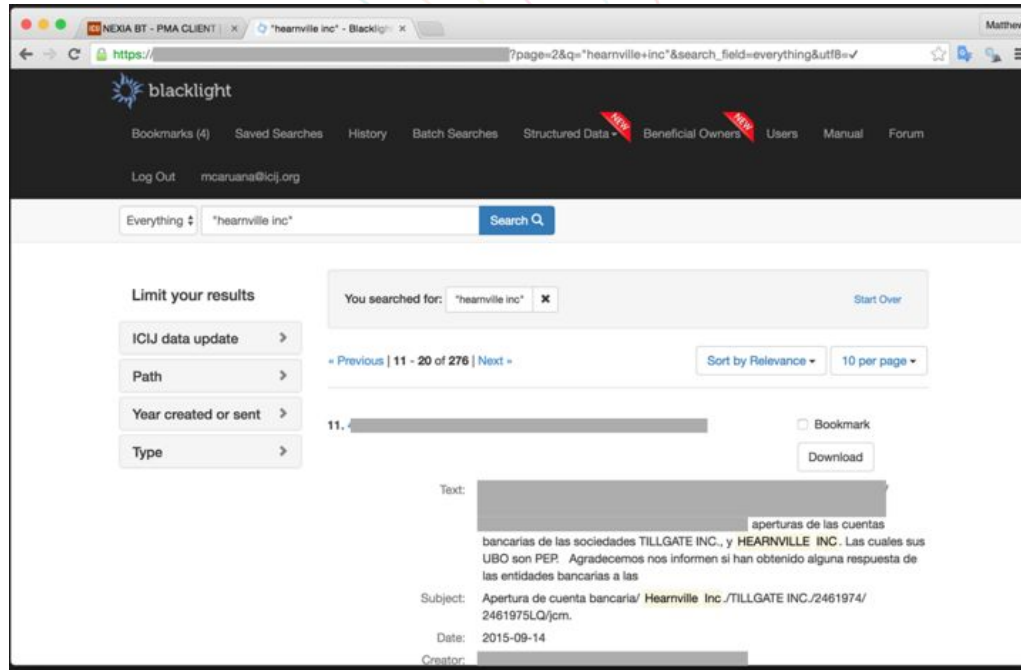 NEXIA BT - PMA CLIENT
"hearnville inc" - Blackligh
Matthew
https://
?page=2&q="hearnville+inc"&search_field=everything&utf8=✓
blacklight
Bookmarks (4) Saved Searches History Batch Searches Structured Data NEW Beneficial Owners NEW Users Manual Forum
Log Out mcaruana@icij.org
Everything "hearnville inc" Search
Limit your results
ICIJ data update
Path
Year created or sent
Type
You searched for: "hearnville inc" ✖ Start Over
« Previous | 11 - 20 of 276 | Next » Sort by Relevance 10 per page
11.
Bookmark
Download
Text:
aperturas de las cuentas
bancarias de las sociedades TILLGATE INC., y HEARNVILLE INC. Las cuales sus
UBO son PEP. Agradecemos nos informen si han obtenido alguna respuesta de
las entidades bancarias a las
Subject: Apertura de cuenta bancaria/ Hearnville Inc./TILLGATE INC./2461974/
2461975LQ/jcm.
Date: 2015-09-14
Creator: